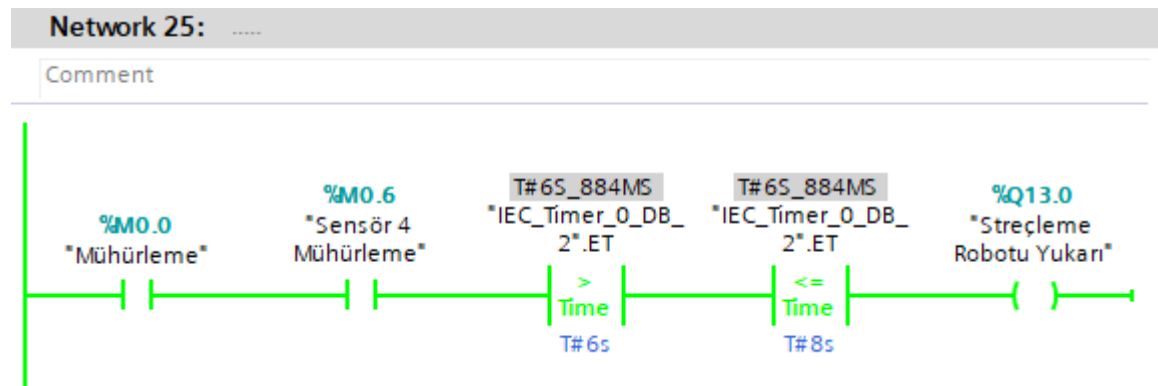 Network 25: .....
Comment
%M0.0
"Mühürleme"
%M0.6
"Sensör 4
Mühürleme"
T#6S_884MS
"IEC_Timer_0_DB_
2".ET
>
Time
T#6s
T#6S_884MS
"IEC_Timer_0_DB_
2".ET
<=
Time
T#8s
%Q13.0
"Streçleme
Robotu Yukarı"